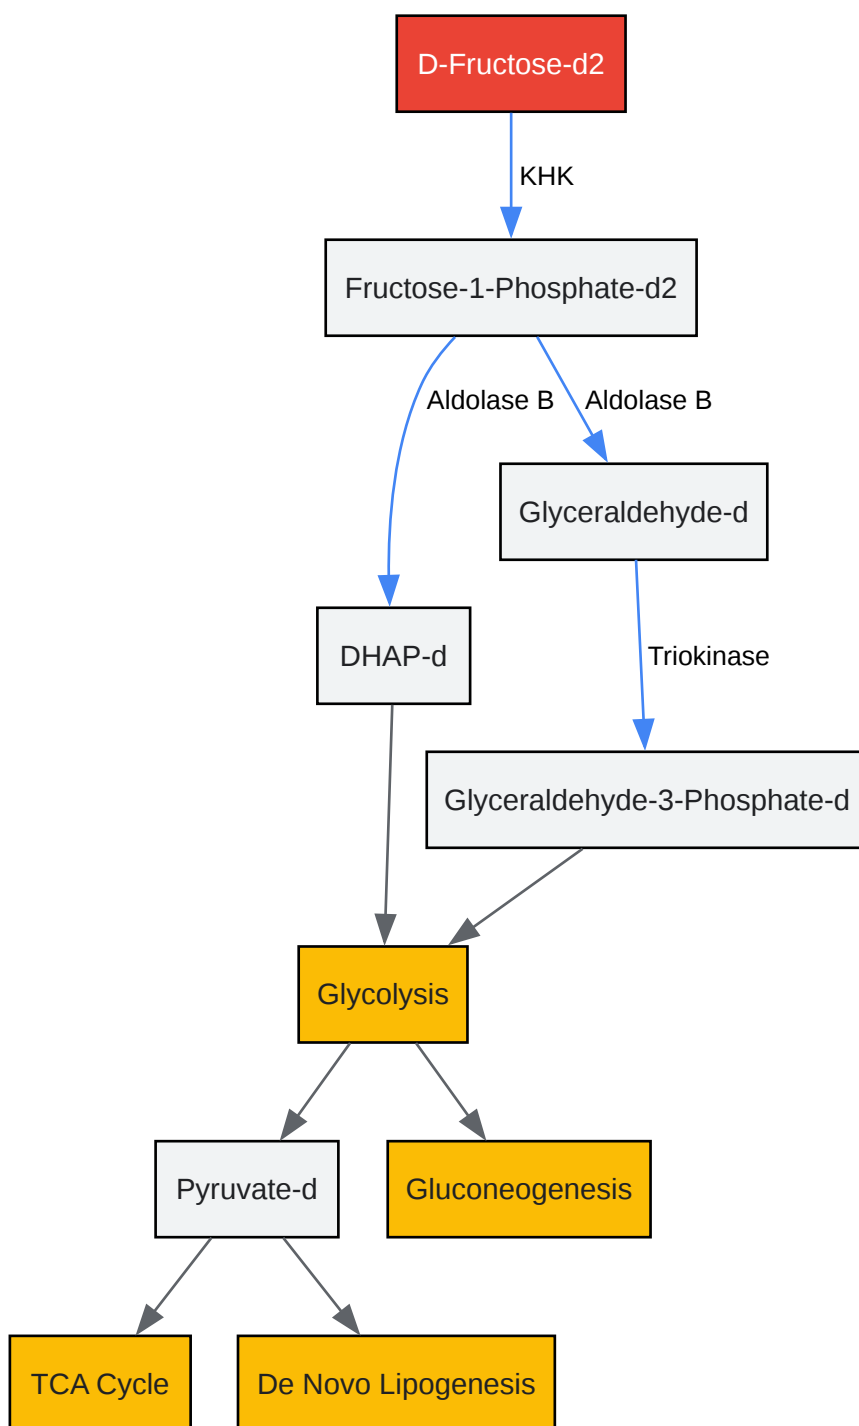 D-Fructose-d2
KHK
Fructose-1-Phosphate-d2
Aldolase B
Aldolase B
Glyceraldehyde-d
DHAP-d
Triokinase
Glyceraldehyde-3-Phosphate-d
Glycolysis
Pyruvate-d
Gluconeogenesis
TCA Cycle
De Novo Lipogenesis